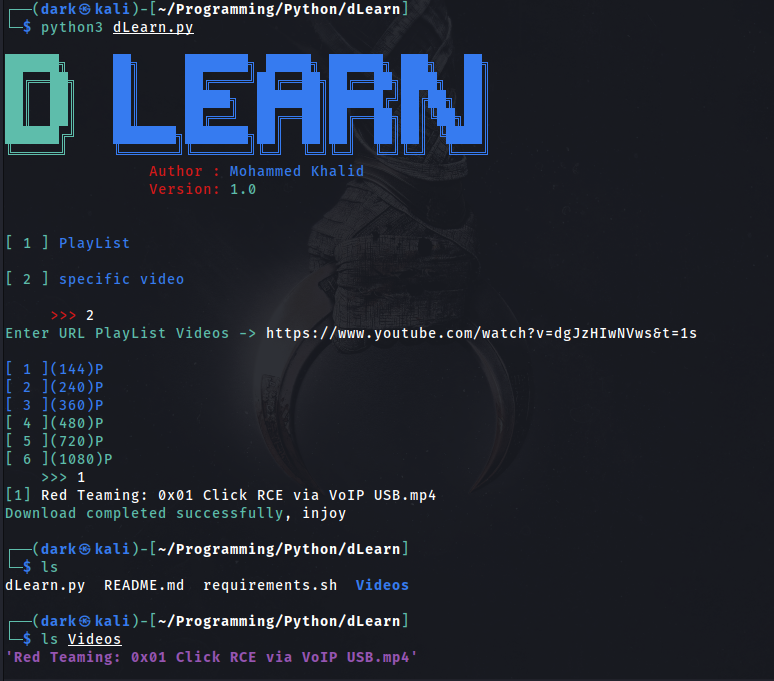 ┌──(dark㉿kali)-[~/Programming/Python/dLearn]
└─$ python3 dLearn.py
D LEARN
Author : Mohammed Khalid
Version: 1.0
[ 1 ] PlayList
[ 2 ] specific video
>>> 2
Enter URL PlayList Videos -> https://www.youtube.com/watch?v=dgJzHIwNVws&t=1s
[ 1 ](144)P
[ 2 ](240)P
[ 3 ](360)P
[ 4 ](480)P
[ 5 ](720)P
[ 6 ](1080)P
>>> 1
[1] Red Teaming: 0x01 Click RCE via VoIP USB.mp4
Download completed successfully, injoy
┌──(dark㉿kali)-[~/Programming/Python/dLearn]
└─$ ls
dLearn.py  README.md  requirements.sh  Videos
┌──(dark㉿kali)-[~/Programming/Python/dLearn]
└─$ ls Videos
'Red Teaming: 0x01 Click RCE via VoIP USB.mp4'